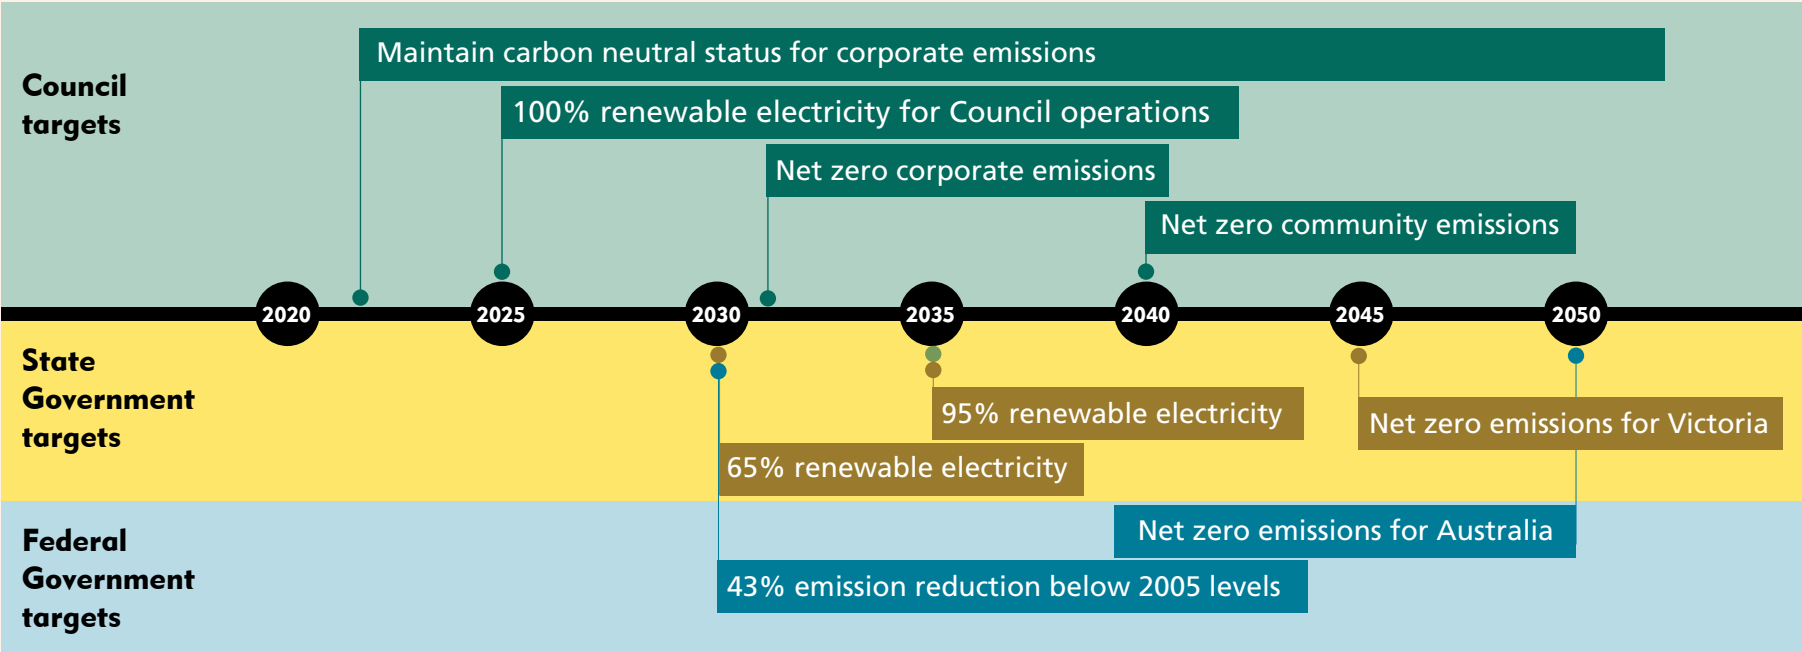 Council
targets
Maintain carbon neutral status for corporate emissions
100% renewable electricity for Council operations
Net zero corporate emissions
Net zero community emissions
2020 2025 2030 2035 2040 2045 2050
State
Government
targets
95% renewable electricity
Net zero emissions for Victoria
65% renewable electricity
Federal
Government
targets
Net zero emissions for Australia
43% emission reduction below 2005 levels